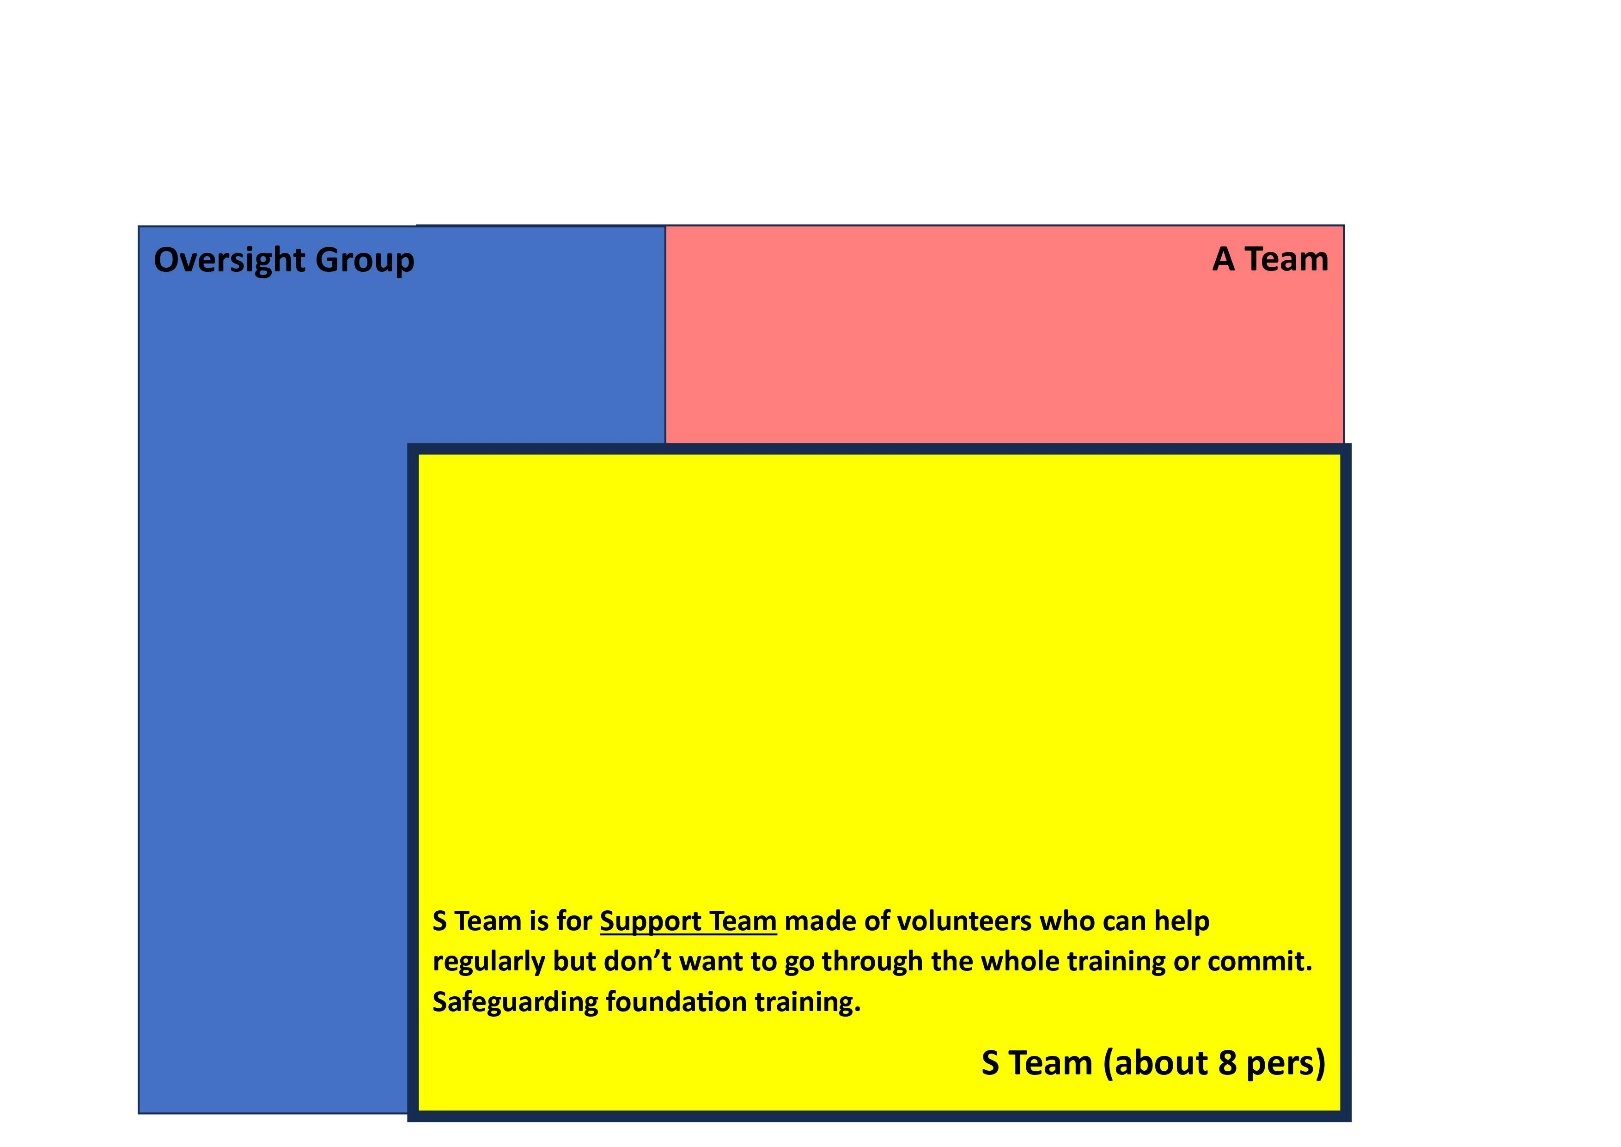 Oversight Group
A Team
S Team is for Support Team made of volunteers who can help
regularly but don’t want to go through the whole training or commit.
Safeguarding foundation training.
S Team (about 8 pers)